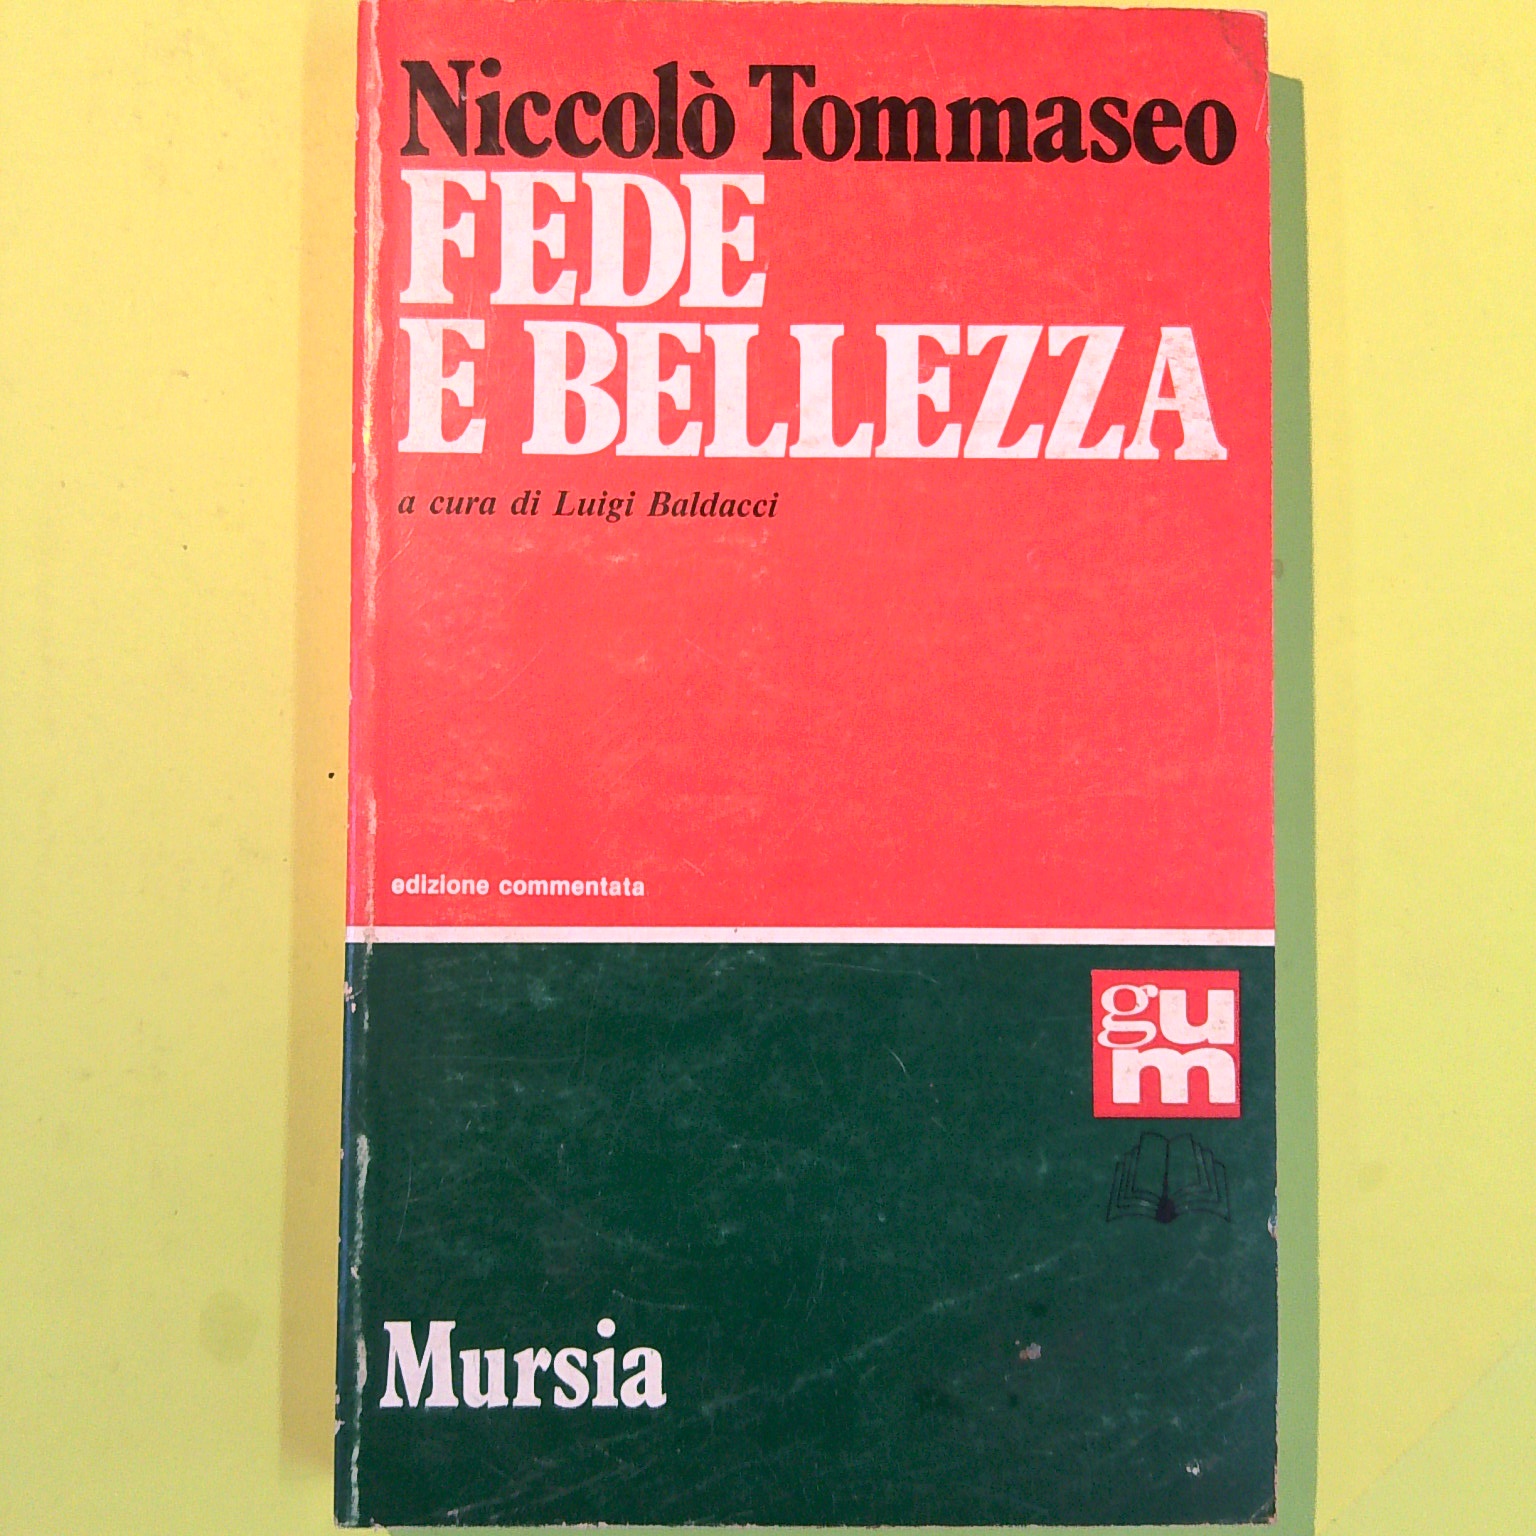 Niccolò Tommaseo
FEDE
E BELLEZZA
a cura di Luigi Baldacci
edizione commentata
gu
m
Mursia